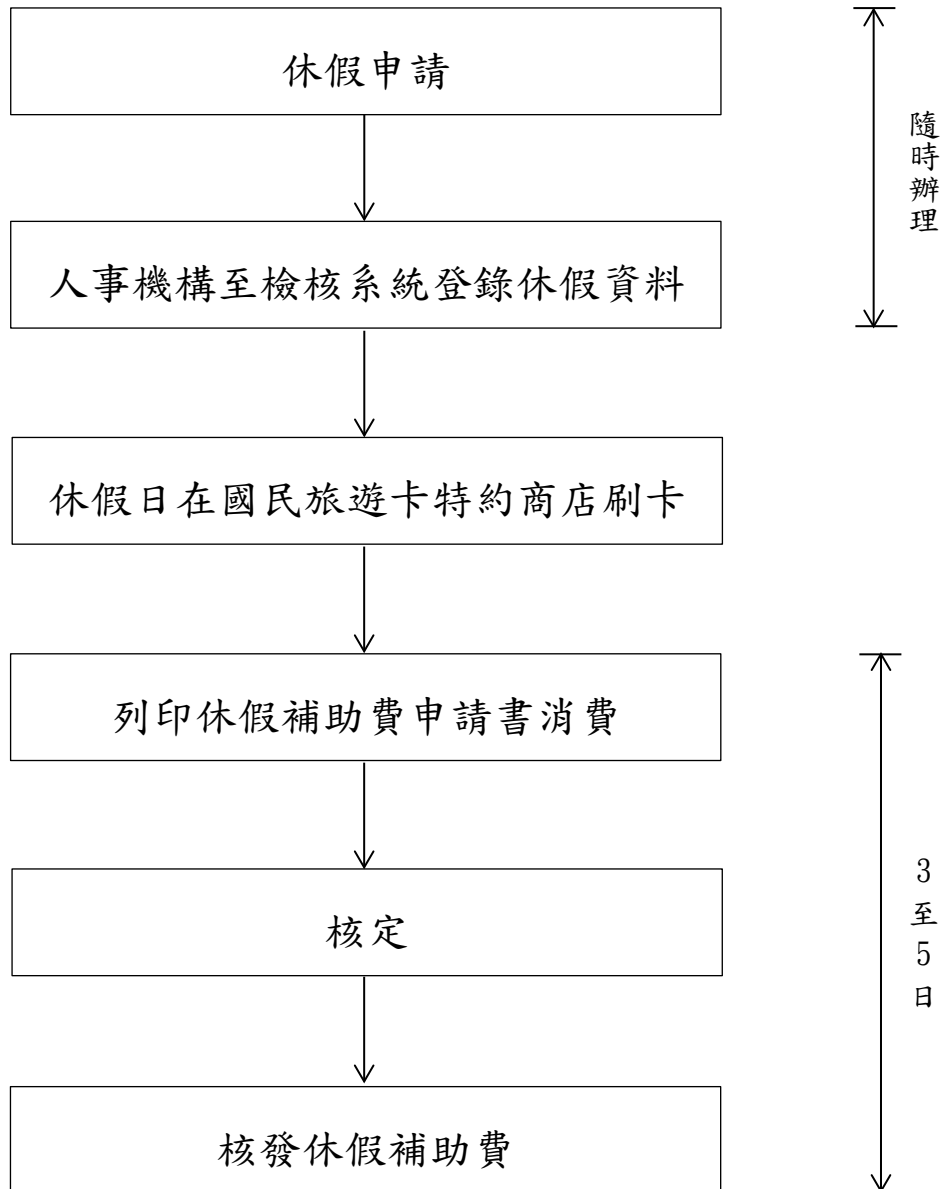 休假申請
隨時辦理
人事機構至檢核系統登錄休假資料
休假日在國民旅遊卡特約商店刷卡
列印休假補助費申請書消費
核定
3至5日
核發休假補助費